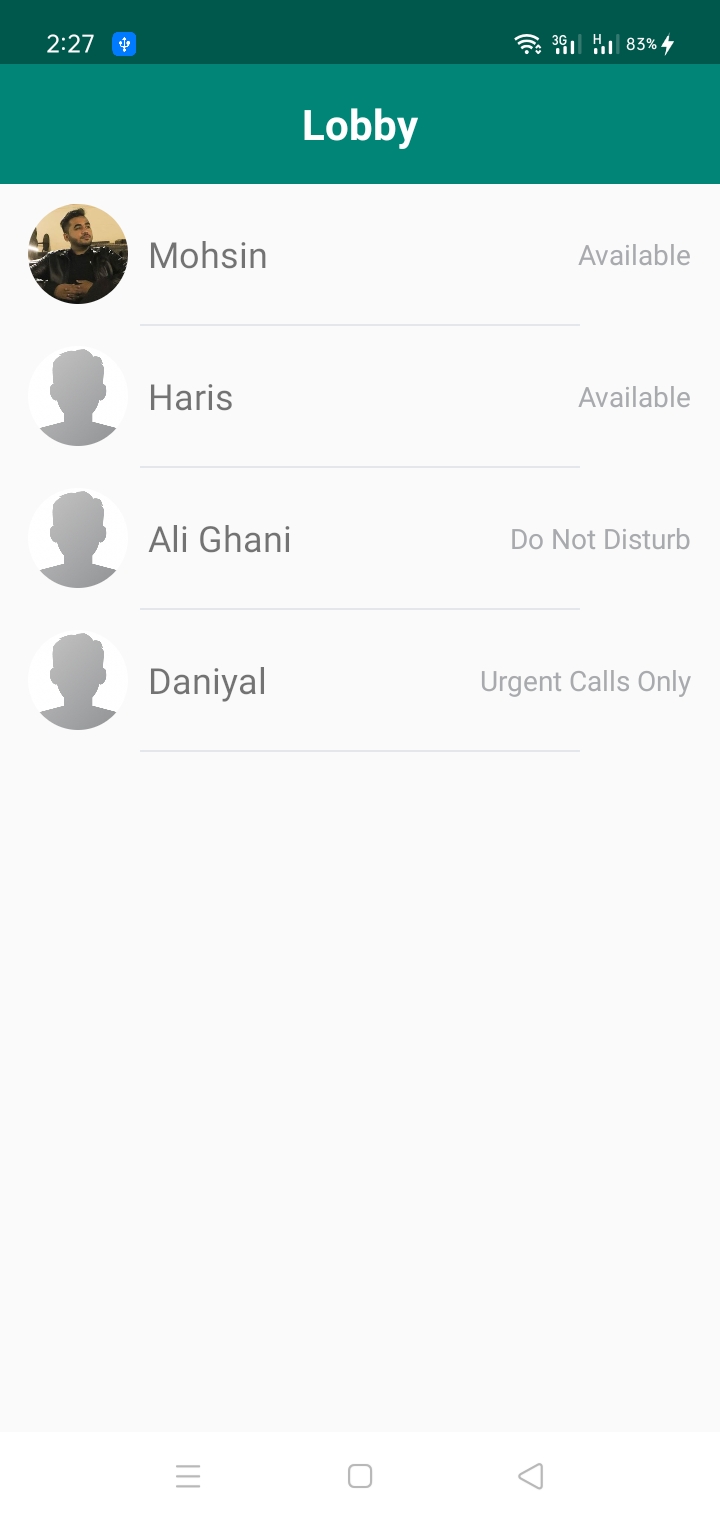 2:27 3G H 83%
Lobby
Mohsin Available
Haris Available
Ali Ghani Do Not Disturb
Daniyal Urgent Calls Only